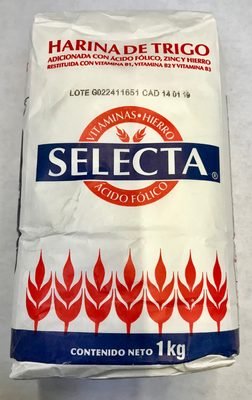 HARINA DE TRIGO
ADICIONADA CON ÁCIDO FÓLICO, ZINC Y HIERRO
RESTITUIDA CON VITAMINA B1, VITAMINA B2 Y VITAMINA B3
LOTE G022411651 CAD 14 01 19
VITAMINAS • HIERRO
SELECTA®
ÁCIDO FÓLICO
CONTENIDO NETO 1kg